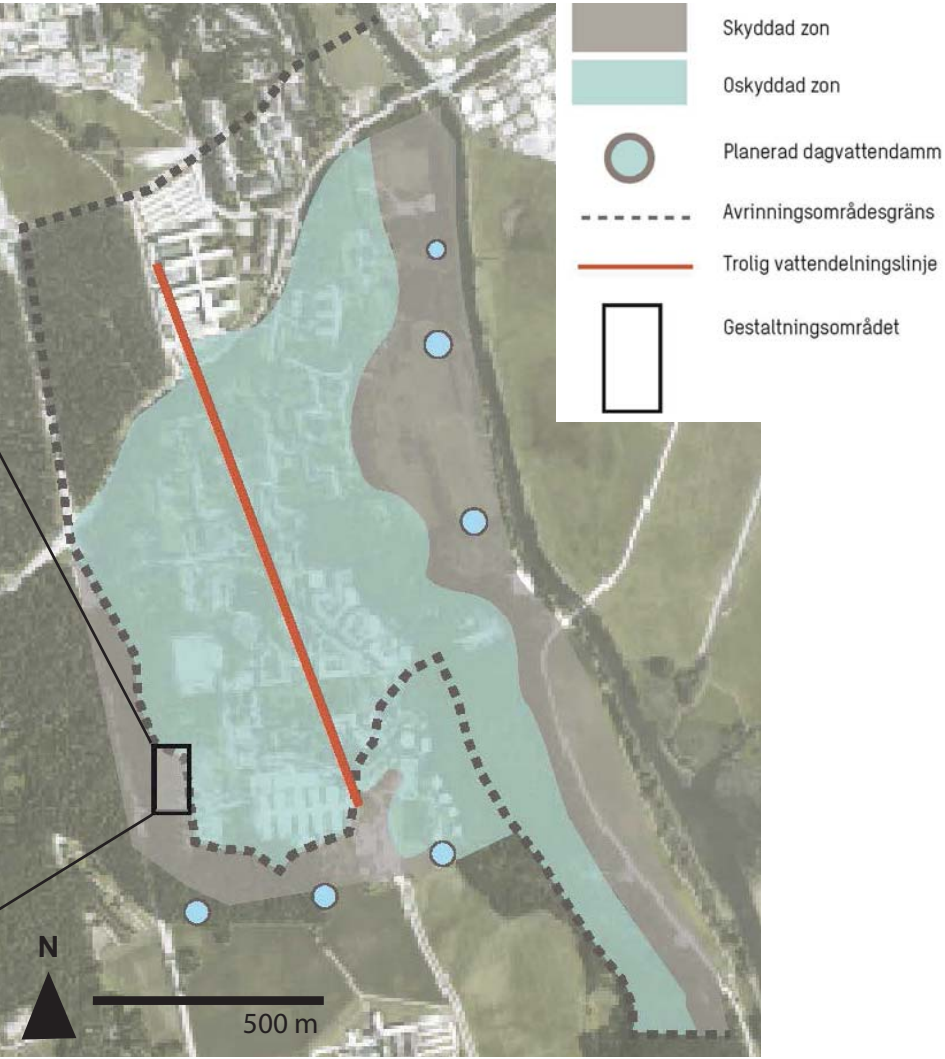 Skyddad zon
Oskyddad zon
Planerad dagvattendamm
Avrinningsområdesgräns
Trolig vattendelningslinje
Gestaltningsområdet
N
500 m